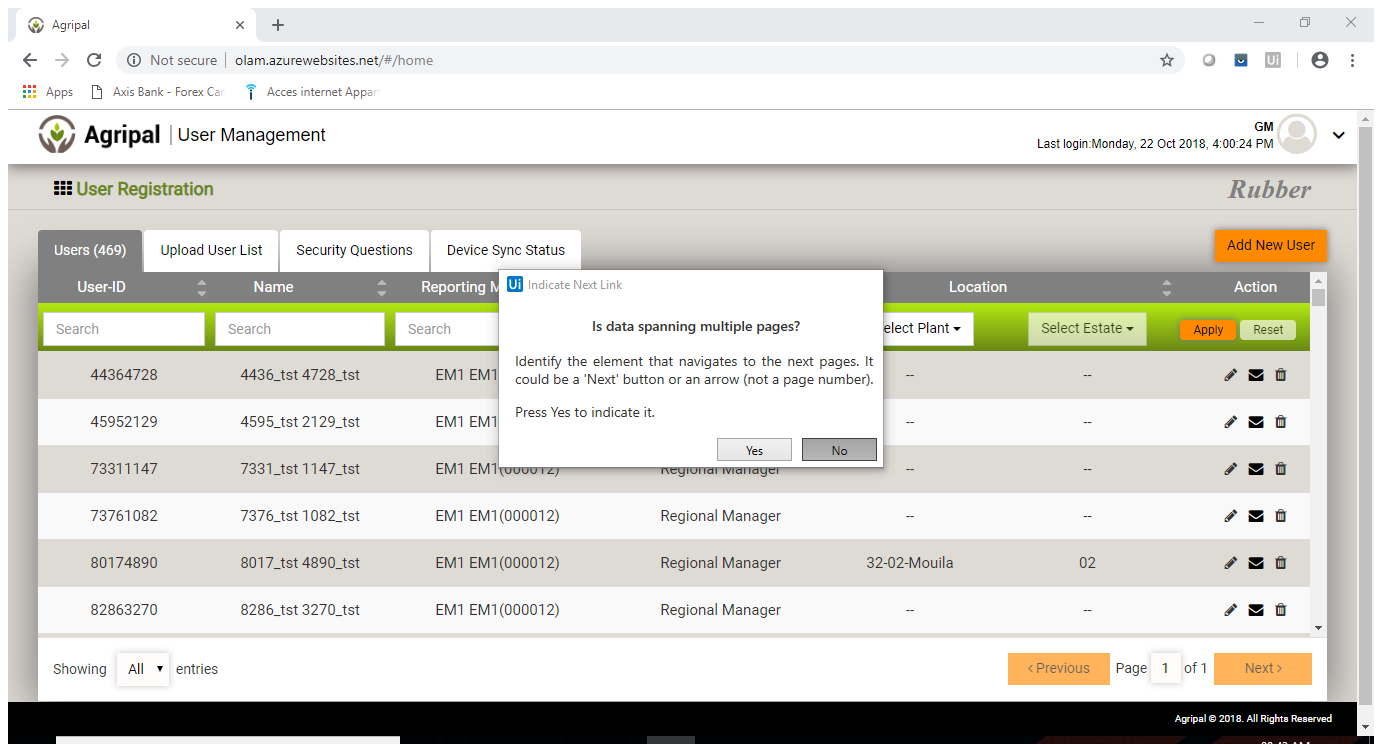 Agripal
Not secure | olam.azurewebsites.net/#/home
Ui
Apps Axis Bank - Forex Car Acces internet Appart
Agripal | User Management
GM
Last login:Monday, 22 Oct 2018, 4:00:24 PM
User Registration
Rubber
Users (469) Upload User List Security Questions Device Sync Status
Add New User
User-ID Name Reporting M Location Action
Search Search Search elect Plant Select Estate Apply Reset
Ui Indicate Next Link
Is data spanning multiple pages?
Identify the element that navigates to the next pages. It
could be a 'Next' button or an arrow (not a page number).
Press Yes to indicate it.
Yes No
44364728 4436_tst 4728_tst EM1 EM1 -- --
45952129 4595_tst 2129_tst EM1 EM1 -- --
73311147 7331_tst 1147_tst EM1 EM1(000012) Regional Manager -- --
73761082 7376_tst 1082_tst EM1 EM1(000012) Regional Manager -- --
80174890 8017_tst 4890_tst EM1 EM1(000012) Regional Manager 32-02-Mouila 02
82863270 8286_tst 3270_tst EM1 EM1(000012) Regional Manager -- --
Showing All entries
< Previous Page 1 of 1 Next >
Agripal © 2018. All Rights Reserved